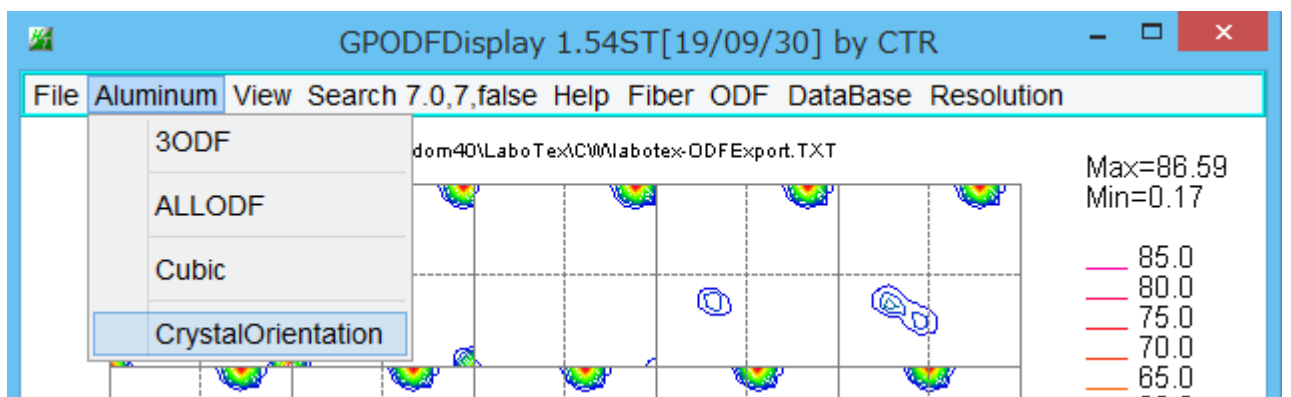 GPODFDisplay 1.54ST[19/09/30] by CTR
File Aluminum View Search 7.0,7,false Help Fiber ODF DataBase Resolution
3ODF
dom40\LaboTex\CW\labotex-ODFExport.TXT
Max=86.59
Min=0.17
ALLODF
Cubic
CrystalOrientation
85.0
80.0
75.0
70.0
65.0